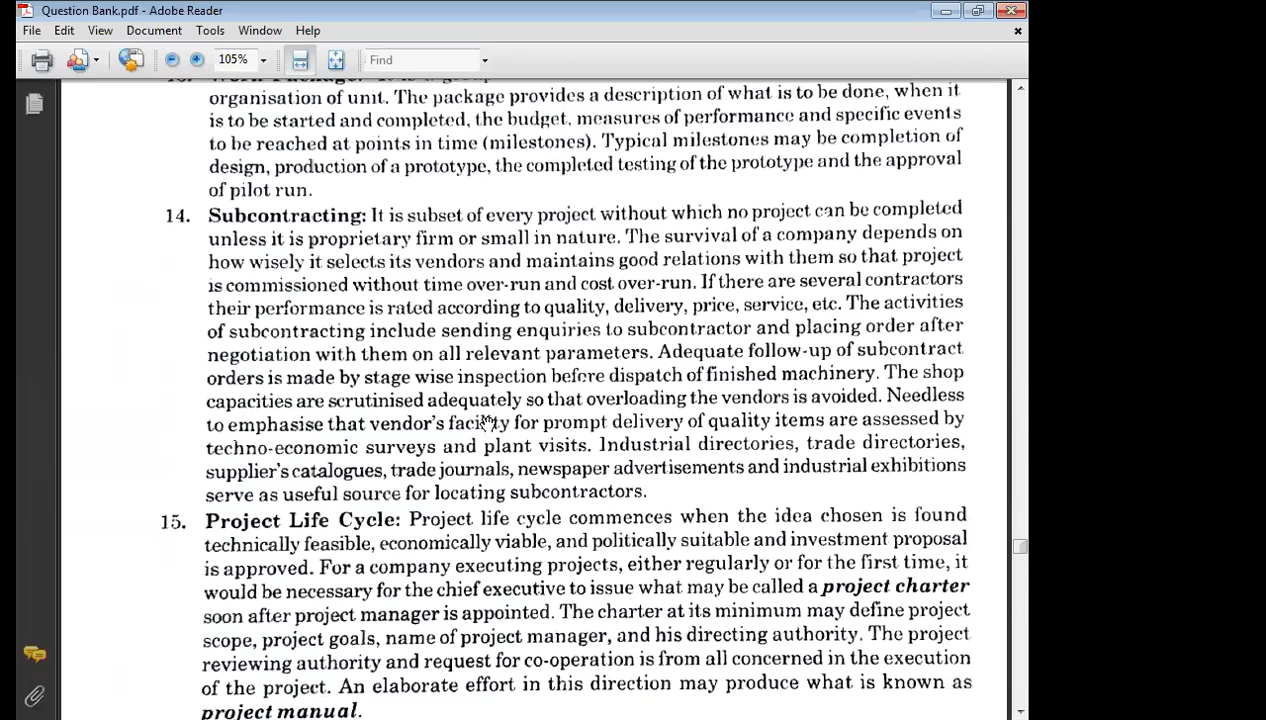 Question Bank.pdf - Adobe Reader
File Edit View Document Tools Window Help
105% Find
organisation of unit. The package provides a description of what is to be done, when it
is to be started and completed, the budget, measures of performance and specific events
to be reached at points in time (milestones). Typical milestones may be completion of
design, production of a prototype, the completed testing of the prototype and the approval
of pilot run.
14. Subcontracting: It is subset of every project without which no project can be completed
unless it is proprietary firm or small in nature. The survival of a company depends on
how wisely it selects its vendors and maintains good relations with them so that project
is commissioned without time over-run and cost over-run. If there are several contractors
their performance is rated according to quality, delivery, price, service, etc. The activities
of subcontracting include sending enquiries to subcontractor and placing order after
negotiation with them on all relevant parameters. Adequate follow-up of subcontract
orders is made by stage wise inspection before dispatch of finished machinery. The shop
capacities are scrutinised adequately so that overloading the vendors is avoided. Needless
to emphasise that vendor's facility for prompt delivery of quality items are assessed by
techno-economic surveys and plant visits. Industrial directories, trade directories,
supplier's catalogues, trade journals, newspaper advertisements and industrial exhibitions
serve as useful source for locating subcontractors.
15. Project Life Cycle: Project life cycle commences when the idea chosen is found
technically feasible, economically viable, and politically suitable and investment proposal
is approved. For a company executing projects, either regularly or for the first time, it
would be necessary for the chief executive to issue what may be called a project charter
soon after project manager is appointed. The charter at its minimum may define project
scope, project goals, name of project manager, and his directing authority. The project
reviewing authority and request for co-operation is from all concerned in the execution
of the project. An elaborate effort in this direction may produce what is known as
project manual.